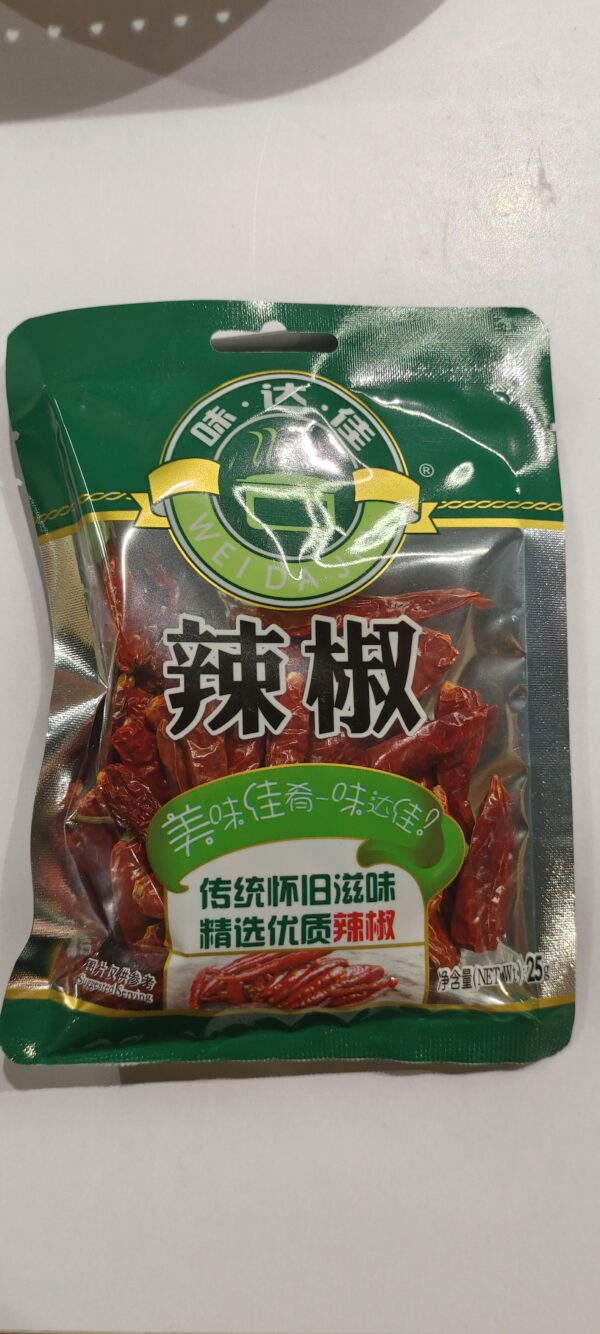 味·达·佳
®
WEIDAJ
辣椒
美味佳肴一味达佳!
传统怀旧滋味
精选优质辣椒
图片仅供参考
Suggested Serving
净含量(NET Wt): 25g